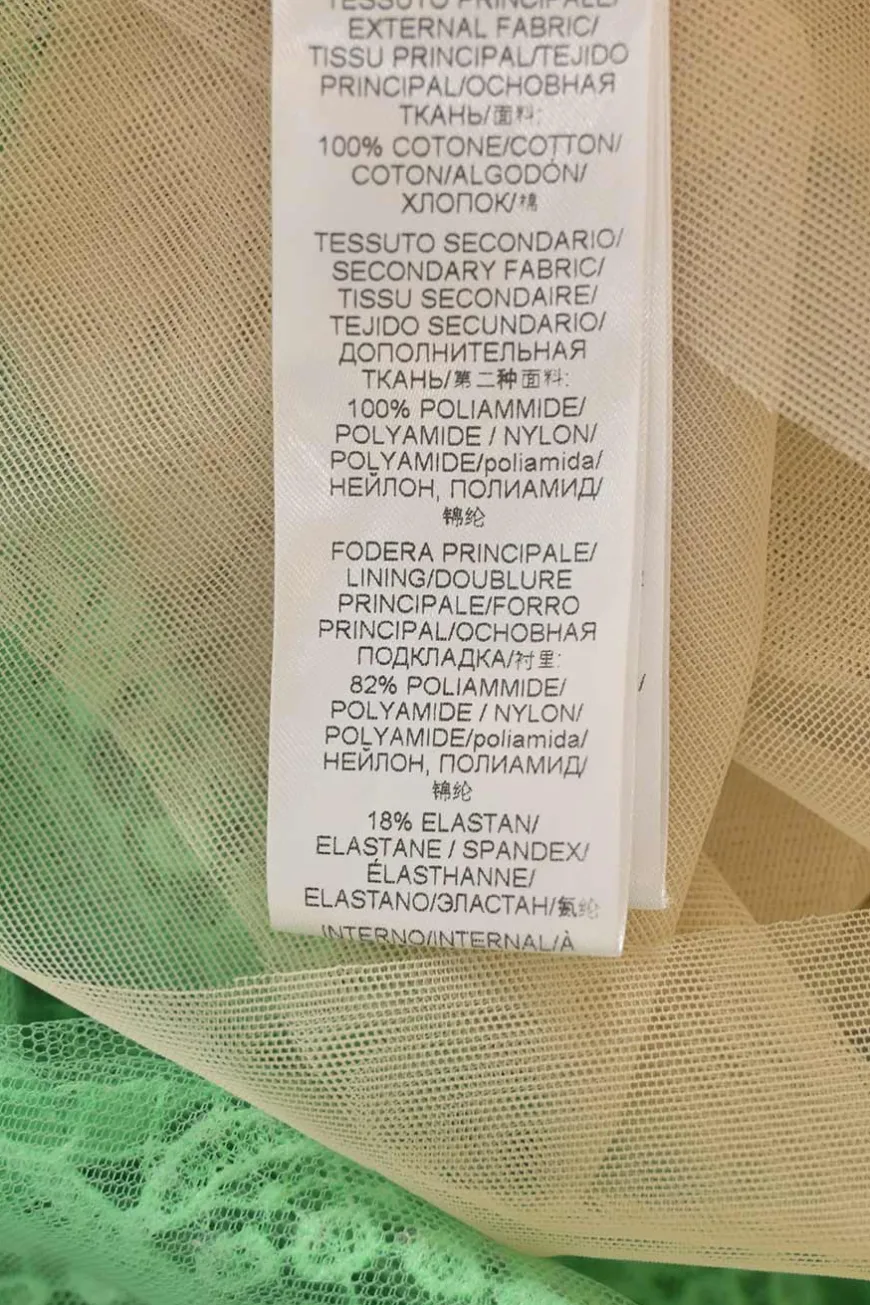 TESSUTO PRINCIPALE/
EXTERNAL FABRIC/
TISSU PRINCIPAL/TEJIDO
PRINCIPAL/ОСНОВНАЯ
ТКАНЬ/面料:
100% COTONE/COTTON/
COTON/ALGODÓN/
ХЛОПОК/棉
TESSUTO SECONDARIO/
SECONDARY FABRIC/
TISSU SECONDAIRE/
TEJIDO SECUNDARIO/
ДОПОЛНИТЕЛЬНАЯ
ТКАНЬ/第二种面料:
100% POLIAMMIDE/
POLYAMIDE / NYLON/
POLYAMIDE/poliamida/
НЕЙЛОН, ПОЛИАМИД/
锦纶
FODERA PRINCIPALE/
LINING/DOUBLURE
PRINCIPALE/FORRO
PRINCIPAL/ОСНОВНАЯ
ПОДКЛАДКА/衬里:
82% POLIAMMIDE/
POLYAMIDE / NYLON/
POLYAMIDE/poliamida/
НЕЙЛОН, ПОЛИАМИД/
锦纶
18% ELASTAN/
ELASTANE / SPANDEX/
ÉLASTHANNE/
ELASTANO/ЭЛАСТАН/氨纶
INTERNO/INTERNAL/À